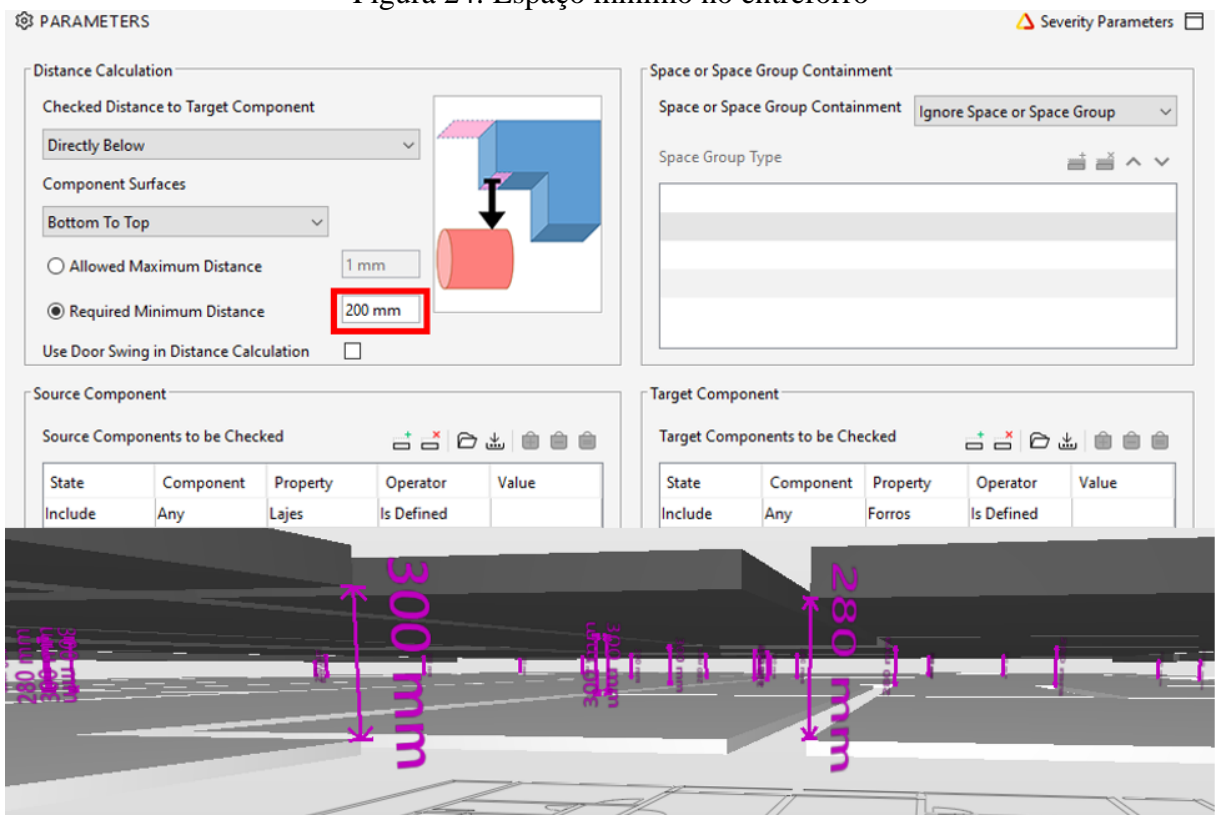 Figura 24: Espaço mínimo no entreforro
PARAMETERS
Severity Parameters
Distance Calculation
Checked Distance to Target Component
Directly Below
Component Surfaces
Bottom To Top
Allowed Maximum Distance
1 mm
Required Minimum Distance
200 mm
Use Door Swing in Distance Calculation
Space or Space Group Containment
Space or Space Group Containment
Ignore Space or Space Group
Space Group Type
Source Component
Source Components to be Checked
State Component Property Operator Value
Include Any Lajes Is Defined
Target Component
Target Components to be Checked
State Component Property Operator Value
Include Any Forros Is Defined
300 mm
280 mm
280 mm
300 mm